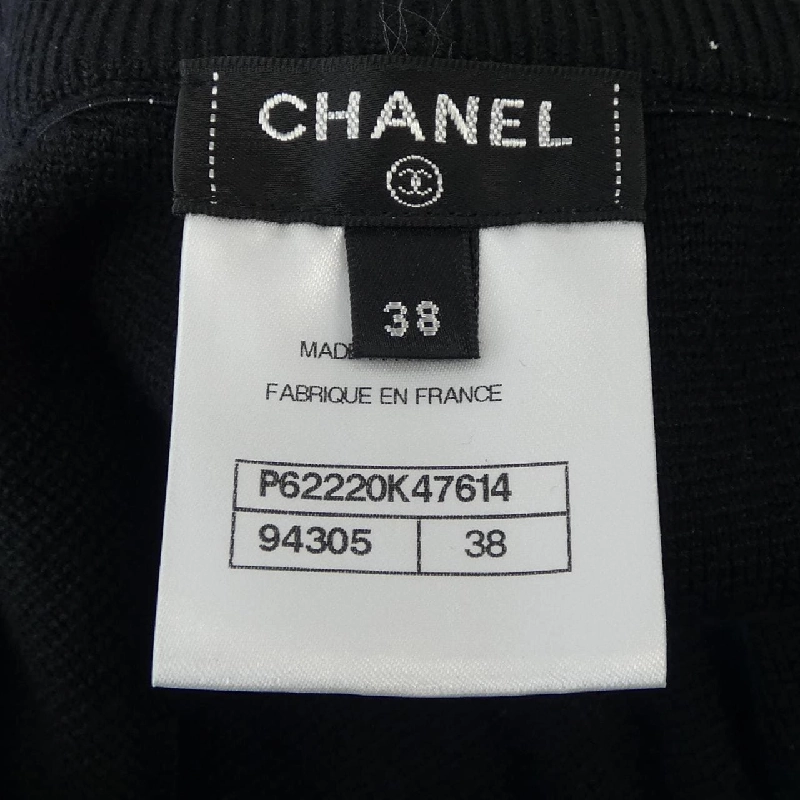 CHANEL
38
MADE
FABRIQUE EN FRANCE
P62220K47614
94305 38